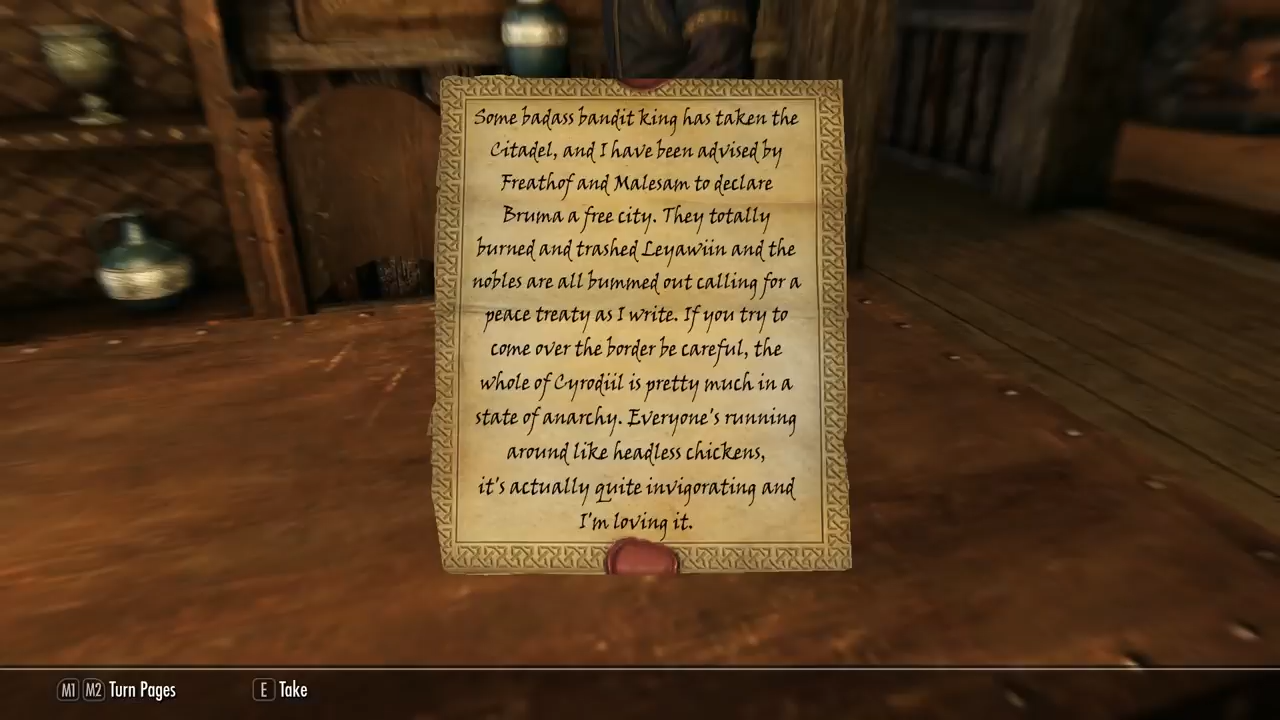 Some badass bandit king has taken the
Citadel, and I have been advised by
Freathof and Malesam to declare
Bruma a free city. They totally
burned and trashed Leyawiin and the
nobles are all bummed out calling for a
peace treaty as I write. If you try to
come over the border be careful, the
whole of Cyrodiil is pretty much in a
state of anarchy. Everyone's running
around like headless chickens,
it's actually quite invigorating and
I'm loving it.
M1 M2 Turn Pages E Take